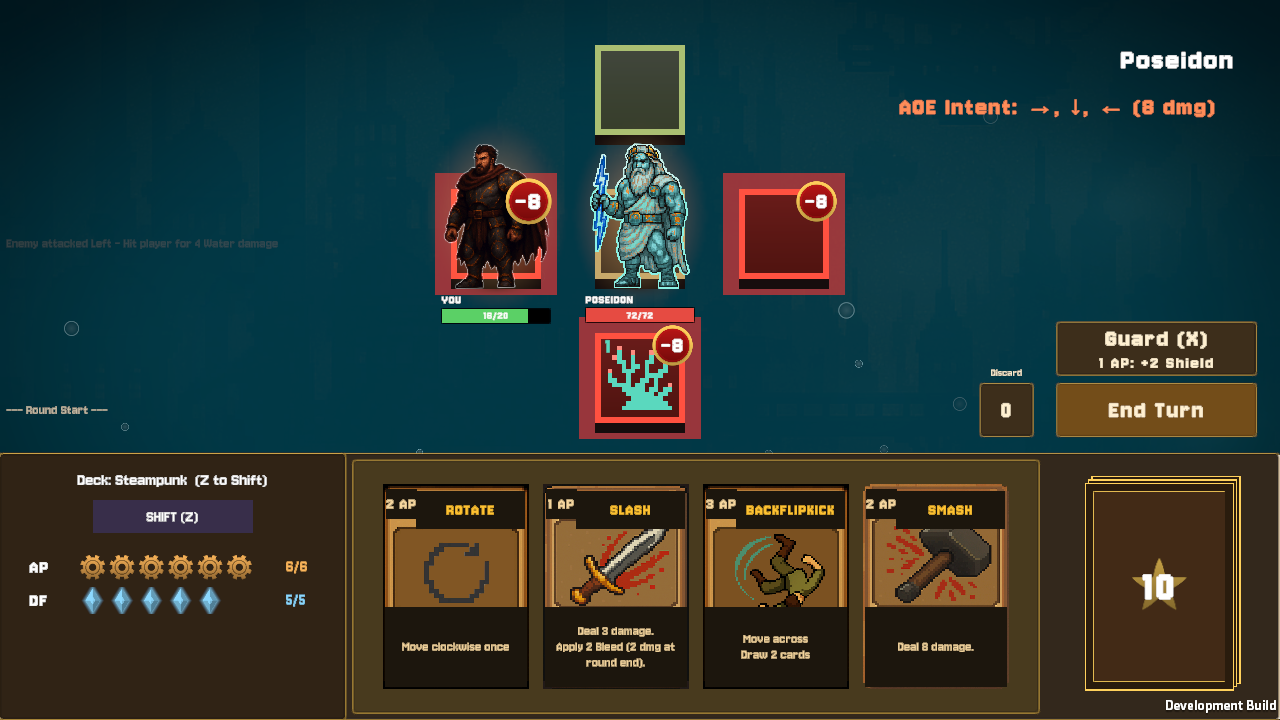 Poseidon
AOE Intent: →, ↓, ← (8 dmg)
-8
-8
Enemy attacked Left - Hit player for 4 Water damage
YOU
POSEIDON
72/72
1
-8
Guard (X)
1 AP: +2 Shield
Discard
0
End Turn
--- Round Start ---
Deck: Steampunk (Z to Shift)
SHIFT (Z)
AP
6/6
DF
5/5
2 AP
ROTATE
Move clockwise once
1 AP
SLASH
Deal 3 damage.
Apply 2 Bleed (2 dmg at
round end).
3 AP
BACKFLIPKICK
Move across
Draw 2 cards
2 AP
SMASH
Deal 8 damage.
10
Development Build